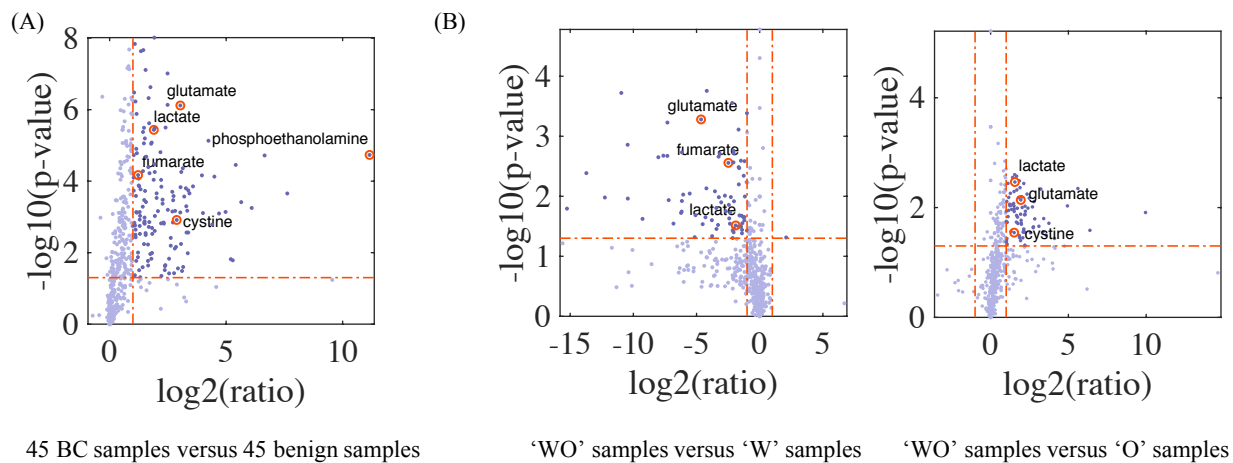 (A)
8
6
4
2
0
-log10(p-value)
glutamate
lactate
phosphoethanolamine
fumarate
cystine
0 5 10
log2(ratio)
45 BC samples versus 45 benign samples
(B)
4
3
2
1
0
-log10(p-value)
glutamate
fumarate
lactate
-15 -10 -5 0 5
log2(ratio)
‘WO’ samples versus ‘W’ samples
4
2
0
-log10(p-value)
lactate
glutamate
cystine
0 5 10
log2(ratio)
‘WO’ samples versus ‘O’ samples